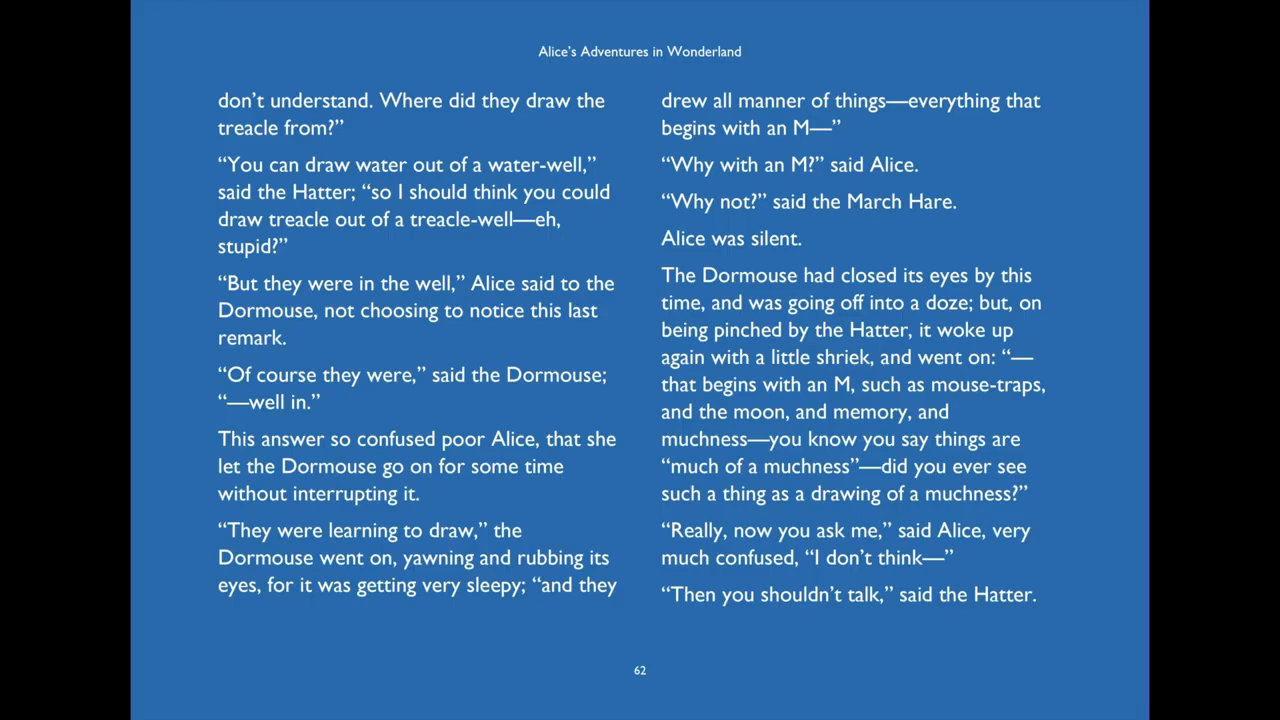 Alice’s Adventures in Wonderland
don’t understand. Where did they draw the
treacle from?”
“You can draw water out of a water-well,”
said the Hatter; “so I should think you could
draw treacle out of a treacle-well—eh,
stupid?”
“But they were in the well,” Alice said to the
Dormouse, not choosing to notice this last
remark.
“Of course they were,” said the Dormouse;
“—well in.”
This answer so confused poor Alice, that she
let the Dormouse go on for some time
without interrupting it.
“They were learning to draw,” the
Dormouse went on, yawning and rubbing its
eyes, for it was getting very sleepy; “and they
drew all manner of things—everything that
begins with an M—”
“Why with an M?” said Alice.
“Why not?” said the March Hare.
Alice was silent.
The Dormouse had closed its eyes by this
time, and was going off into a doze; but, on
being pinched by the Hatter, it woke up
again with a little shriek, and went on: “—
that begins with an M, such as mouse-traps,
and the moon, and memory, and
muchness—you know you say things are
“much of a muchness”—did you ever see
such a thing as a drawing of a muchness?”
“Really, now you ask me,” said Alice, very
much confused, “I don’t think—”
“Then you shouldn’t talk,” said the Hatter.
62